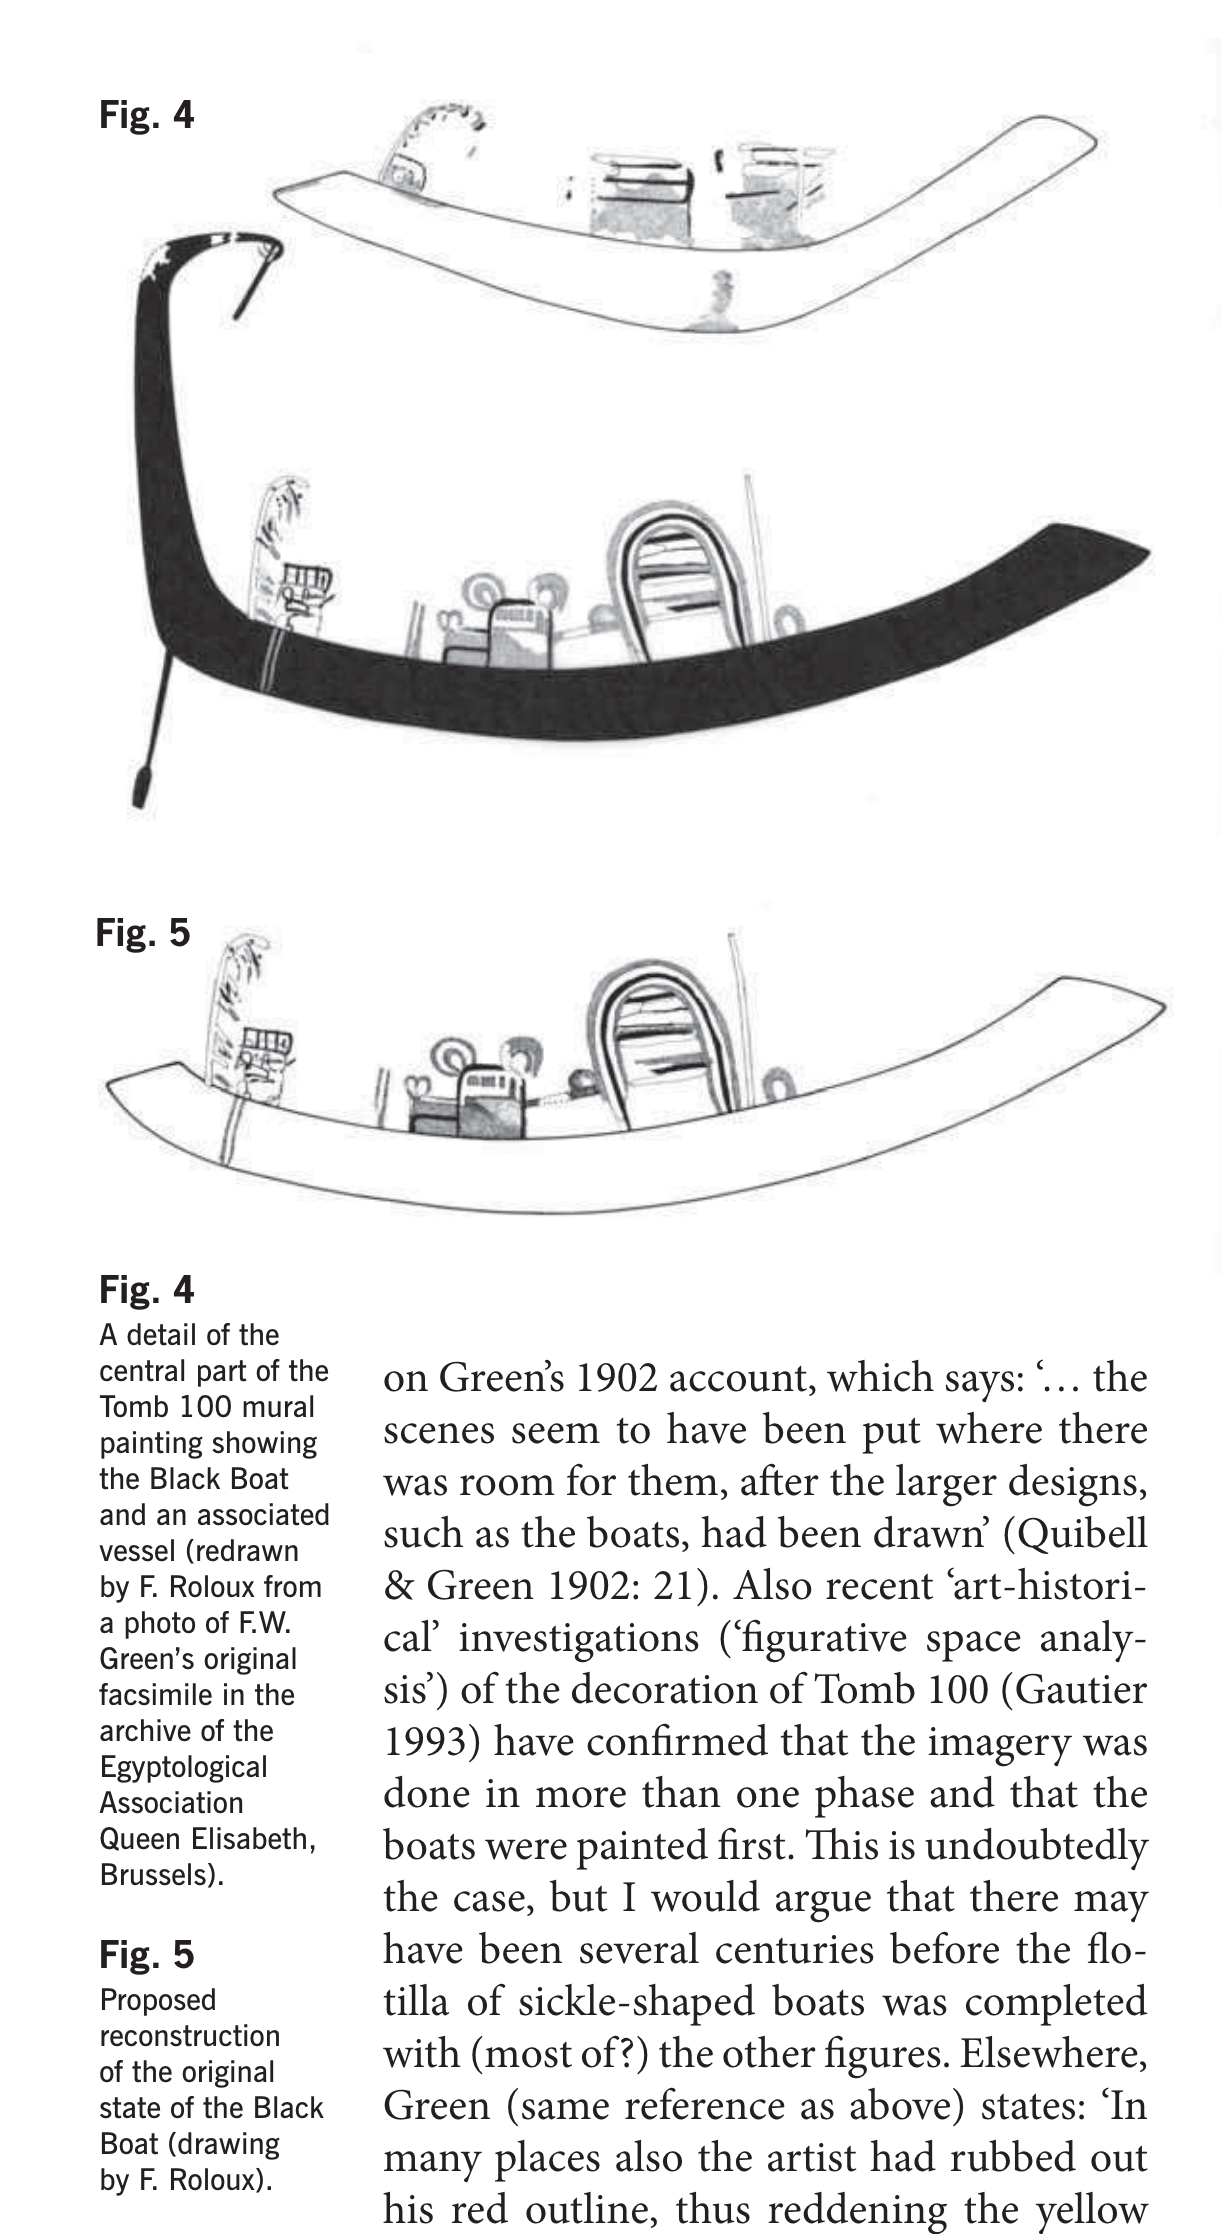 Fig. 4
Fig. 5
Fig. 4
A detail of the
central part of the
Tomb 100 mural
painting showing
the Black Boat
and an associated
vessel (redrawn
by F. Roloux from
a photo of F.W.
Green’s original
facsimile in the
archive of the
Egyptological
Association
Queen Elisabeth,
Brussels).
Fig. 5
Proposed
reconstruction
of the original
state of the Black
Boat (drawing
by F. Roloux).
on Green’s 1902 account, which says: ‘… the
scenes seem to have been put where there
was room for them, after the larger designs,
such as the boats, had been drawn’ (Quibell
& Green 1902: 21). Also recent ‘art-histori-
cal’ investigations (‘figurative space analy-
sis’) of the decoration of Tomb 100 (Gautier
1993) have confirmed that the imagery was
done in more than one phase and that the
boats were painted first. This is undoubtedly
the case, but I would argue that there may
have been several centuries before the flo-
tilla of sickle-shaped boats was completed
with (most of?) the other figures. Elsewhere,
Green (same reference as above) states: ‘In
many places also the artist had rubbed out
his red outline, thus reddening the yellow